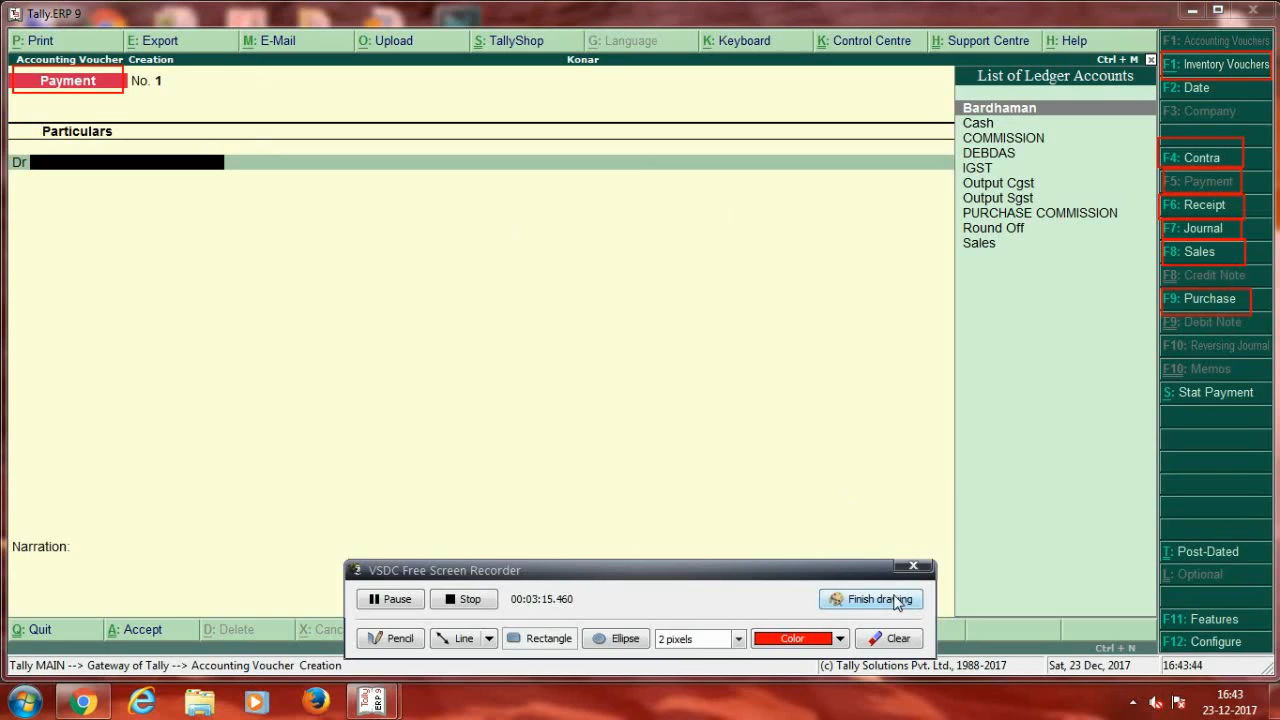 Tally.ERP 9
P: Print E: Export M: E-Mail O: Upload S: TallyShop G: Language K: Keyboard K: Control Centre H: Support Centre H: Help
Accounting Voucher Creation Konar Ctrl + M
Payment No. 1
Particulars
Dr
Narration:
List of Ledger Accounts
Bardhaman
Cash
COMMISSION
DEBDAS
IGST
Output Cgst
Output Sgst
PURCHASE COMMISSION
Round Off
Sales
F1: Accounting Vouchers
F1: Inventory Vouchers
F2: Date
F3: Company
F4: Contra
F5: Payment
F6: Receipt
F7: Journal
F8: Sales
F8: Credit Note
F9: Purchase
F9: Debit Note
F10: Reversing Journal
F10: Memos
S: Stat Payment
T: Post-Dated
L: Optional
F11: Features
F12: Configure
VSDC Free Screen Recorder
Pause Stop 00:03:15.460 Finish drawing
Pencil Line Rectangle Ellipse 2 pixels Color Clear
Q: Quit A: Accept D: Delete X: Canc
Ctrl + N
Tally MAIN --> Gateway of Tally --> Accounting Voucher Creation (c) Tally Solutions Pvt. Ltd., 1988-2017 Sat, 23 Dec, 2017 16:43:44
Tally ERP 9
16:43
23-12-2017